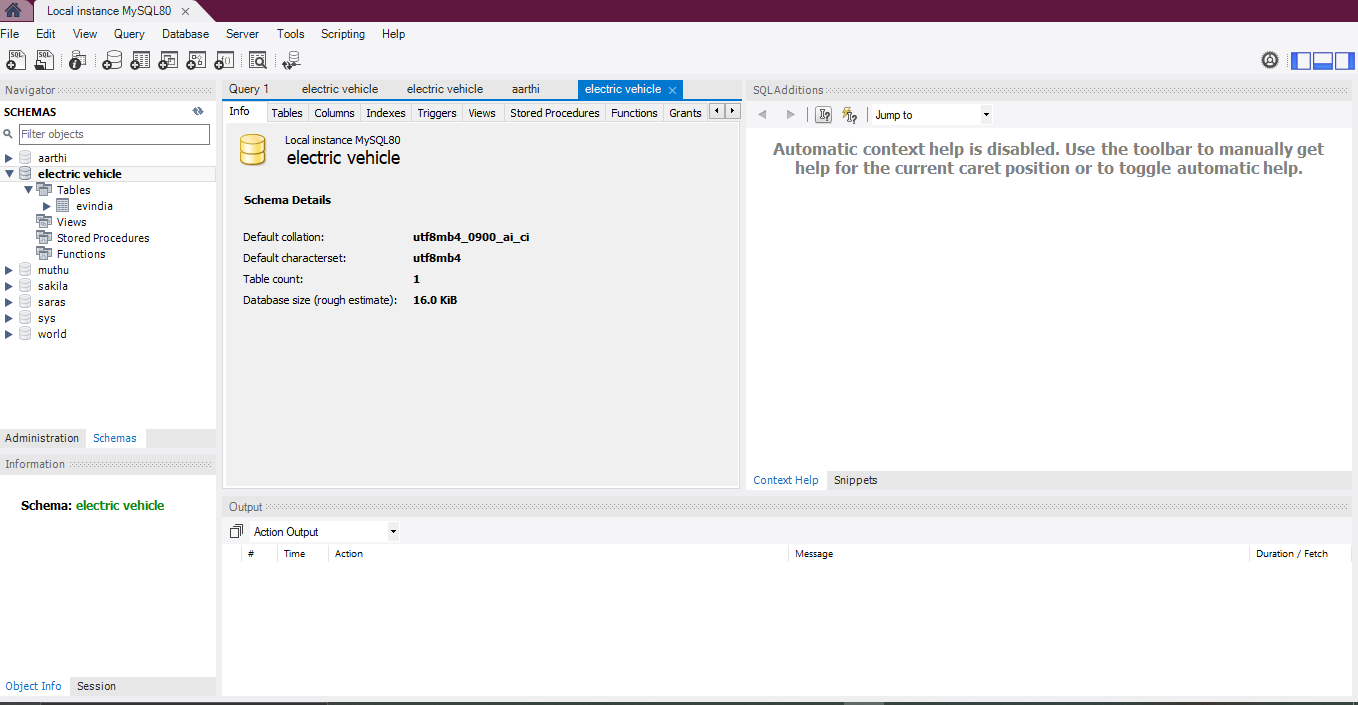 Local instance MySQL80
File Edit View Query Database Server Tools Scripting Help
Navigator
SCHEMAS
Filter objects
aarthi
electric vehicle
Tables
evindia
Views
Stored Procedures
Functions
muthu
sakila
saras
sys
world
Administration Schemas
Information
Schema: electric vehicle
Object Info Session
Query 1 electric vehicle electric vehicle aarthi electric vehicle
Info Tables Columns Indexes Triggers Views Stored Procedures Functions Grants
Local instance MySQL80
electric vehicle
Schema Details
Default collation: utf8mb4_0900_ai_ci
Default characterset: utf8mb4
Table count: 1
Database size (rough estimate): 16.0 KiB
SQLAdditions
Jump to
Automatic context help is disabled. Use the toolbar to manually get
help for the current caret position or to toggle automatic help.
Context Help Snippets
Output
Action Output
# Time Action Message Duration / Fetch